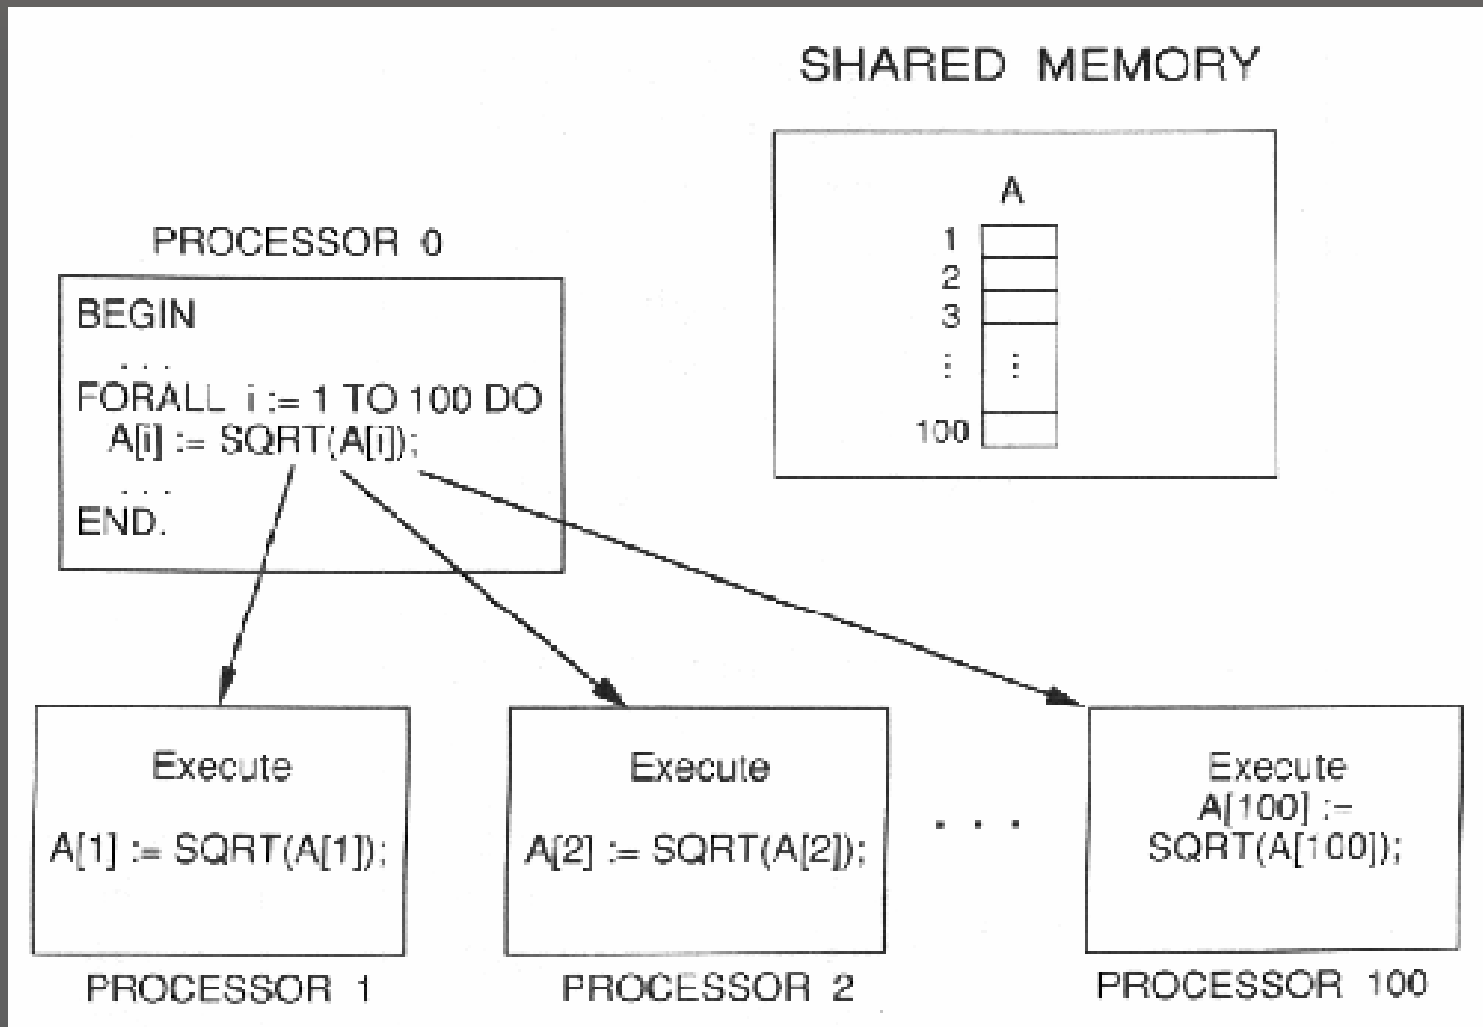 SHARED MEMORY
A
1
2
3
⋮ ⋮
100
PROCESSOR 0
BEGIN
. . .
FORALL i := 1 TO 100 DO
A[i] := SQRT(A[i]);
. . .
END.
Execute
A[1] := SQRT(A[1]);
PROCESSOR 1
Execute
A[2] := SQRT(A[2]);
PROCESSOR 2
. . .
Execute
A[100] :=
SQRT(A[100]);
PROCESSOR 100